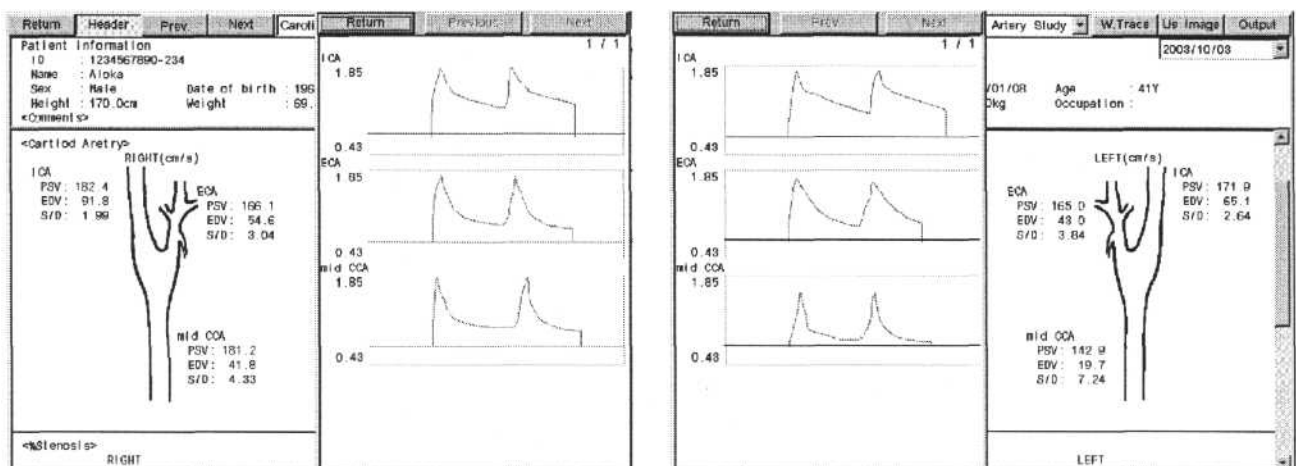 Return Header Prev. Next Caroti
Patient Information
ID : 1234567890-234
Name : Aloka
Sex : Male Date of birth : 196
Height : 170.0cm Weight : 69.
<Comments>
<Cartiod Aretry>
RIGHT(cm/s)
ICA
PSV: 182.4
EDV: 91.8
S/D: 1.99
ECA
PSV: 166.1
EDV: 54.6
S/D: 3.04
mid CCA
PSV: 181.2
EDV: 41.8
S/D: 4.33
<%Stenosis>
RIGHT
Return Previous Next
1 / 1
ICA
1.85
0.43
ECA
1.85
0.43
mid CCA
1.85
0.43
Return Prev. Next
1 / 1
ICA
1.85
0.43
ECA
1.85
0.43
mid CCA
1.85
0.43
Artery Study W.Trace Us Image Output
2003/10/03
/01/08 Age : 41Y
0kg Occupation :
LEFT(cm/s)
ICA
PSV: 171.9
EDV: 65.1
S/D: 2.64
ECA
PSV: 165.0
EDV: 43.0
S/D: 3.84
mid CCA
PSV: 142.9
EDV: 19.7
S/D: 7.24
LEFT